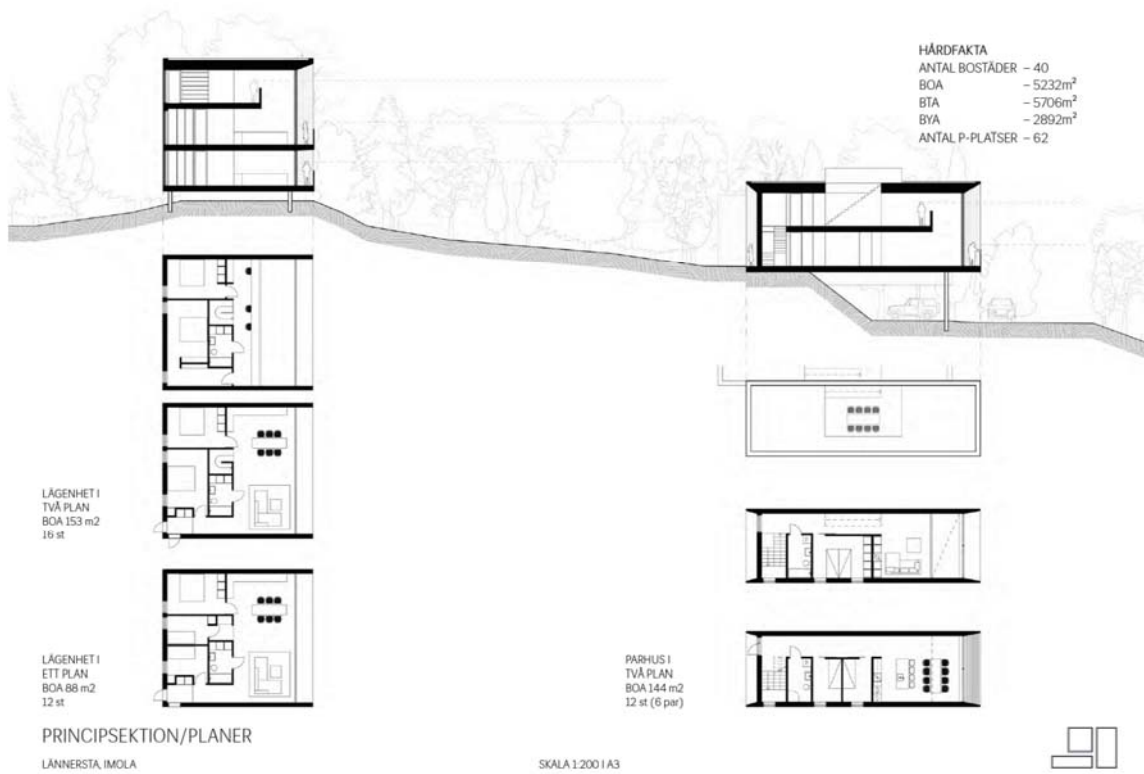 HÅRDFAKTA
ANTAL BOSTÄDER – 40
BOA – 5232m²
BTA – 5706m²
BYA – 2892m²
ANTAL P-PLATSER – 62
LÄGENHET I
TVÅ PLAN
BOA 153 m2
16 st
LÄGENHET I
ETT PLAN
BOA 88 m2
12 st
PARHUS I
TVÅ PLAN
BOA 144 m2
12 st (6 par)
PRINCIPSEKTION/PLANER
LÄNNERSTA, IMOLA
SKALA 1:200 I A3